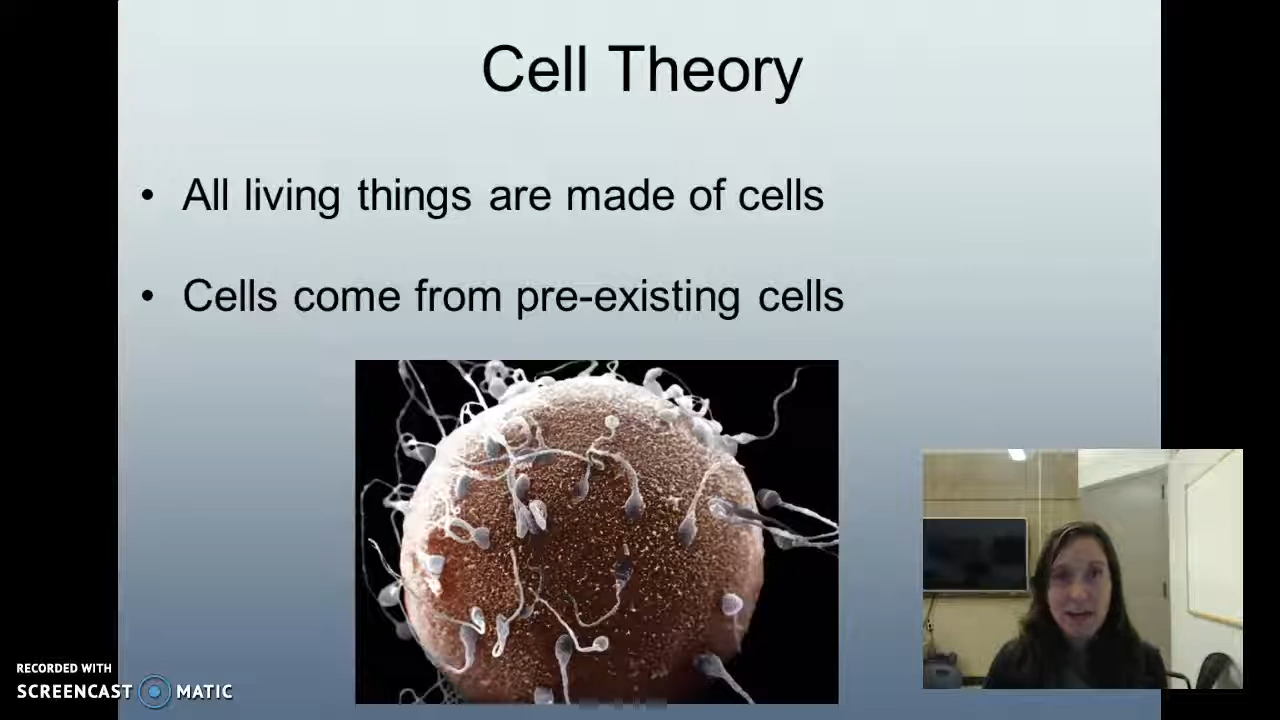 Cell Theory
• All living things are made of cells
• Cells come from pre-existing cells
RECORDED WITH
SCREENCAST MATIC